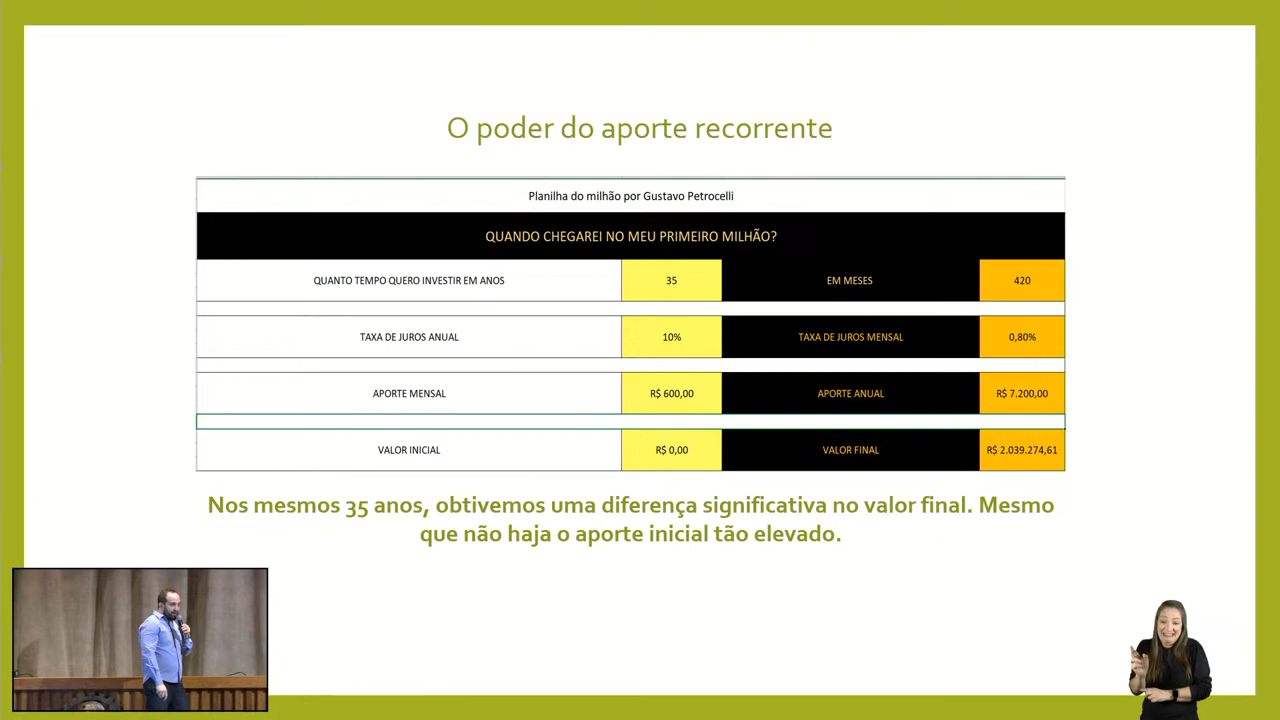 O poder do aporte recorrente
Planilha do milhão por Gustavo Petrocelli
QUANDO CHEGAREI NO MEU PRIMEIRO MILHÃO?
QUANTO TEMPO QUERO INVESTIR EM ANOS 35 EM MESES 420
TAXA DE JUROS ANUAL 10% TAXA DE JUROS MENSAL 0,80%
APORTE MENSAL R$ 600,00 APORTE ANUAL R$ 7.200,00
VALOR INICIAL R$ 0,00 VALOR FINAL R$ 2.039.274,61
Nos mesmos 35 anos, obtivemos uma diferença significativa no valor final. Mesmo
que não haja o aporte inicial tão elevado.